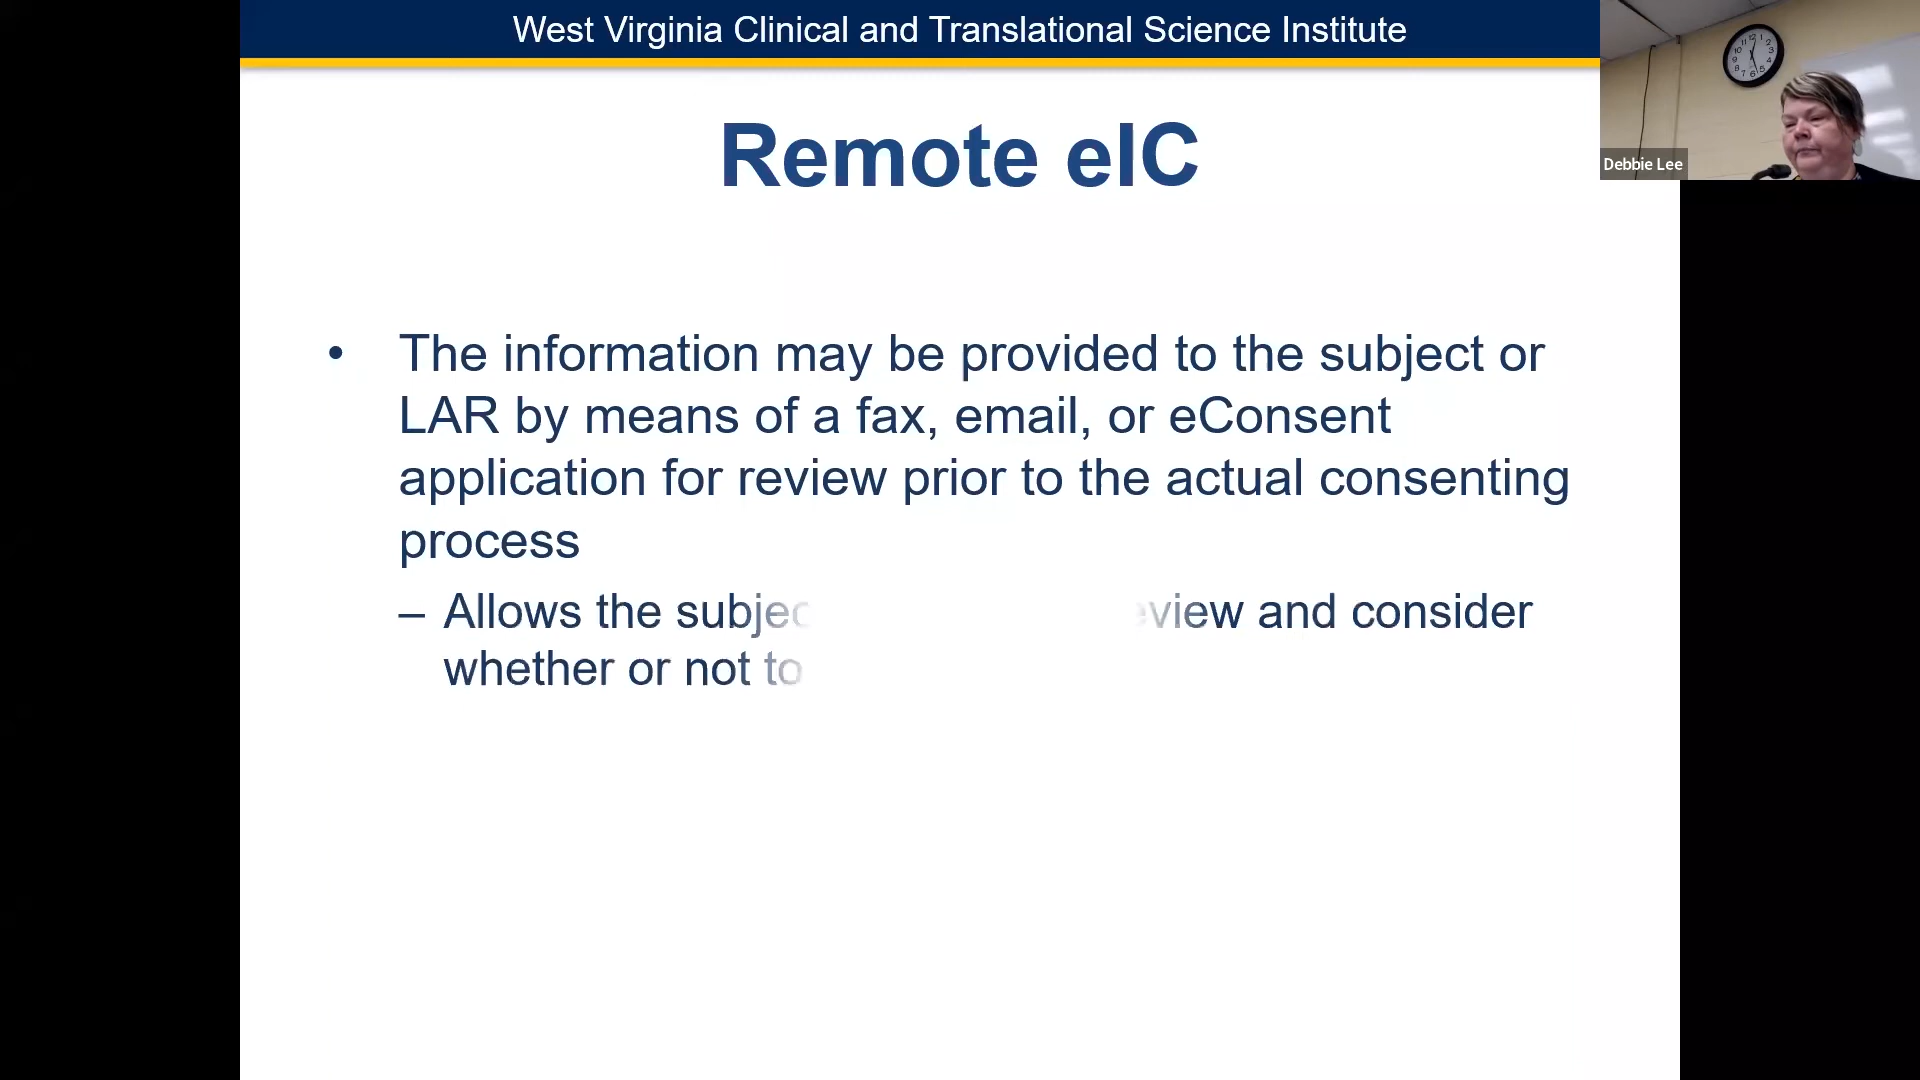 West Virginia Clinical and Translational Science Institute
Debbie Lee
Remote eIC
• The information may be provided to the subject or
LAR by means of a fax, email, or eConsent
application for review prior to the actual consenting
process
– Allows the and consider
whether or not to